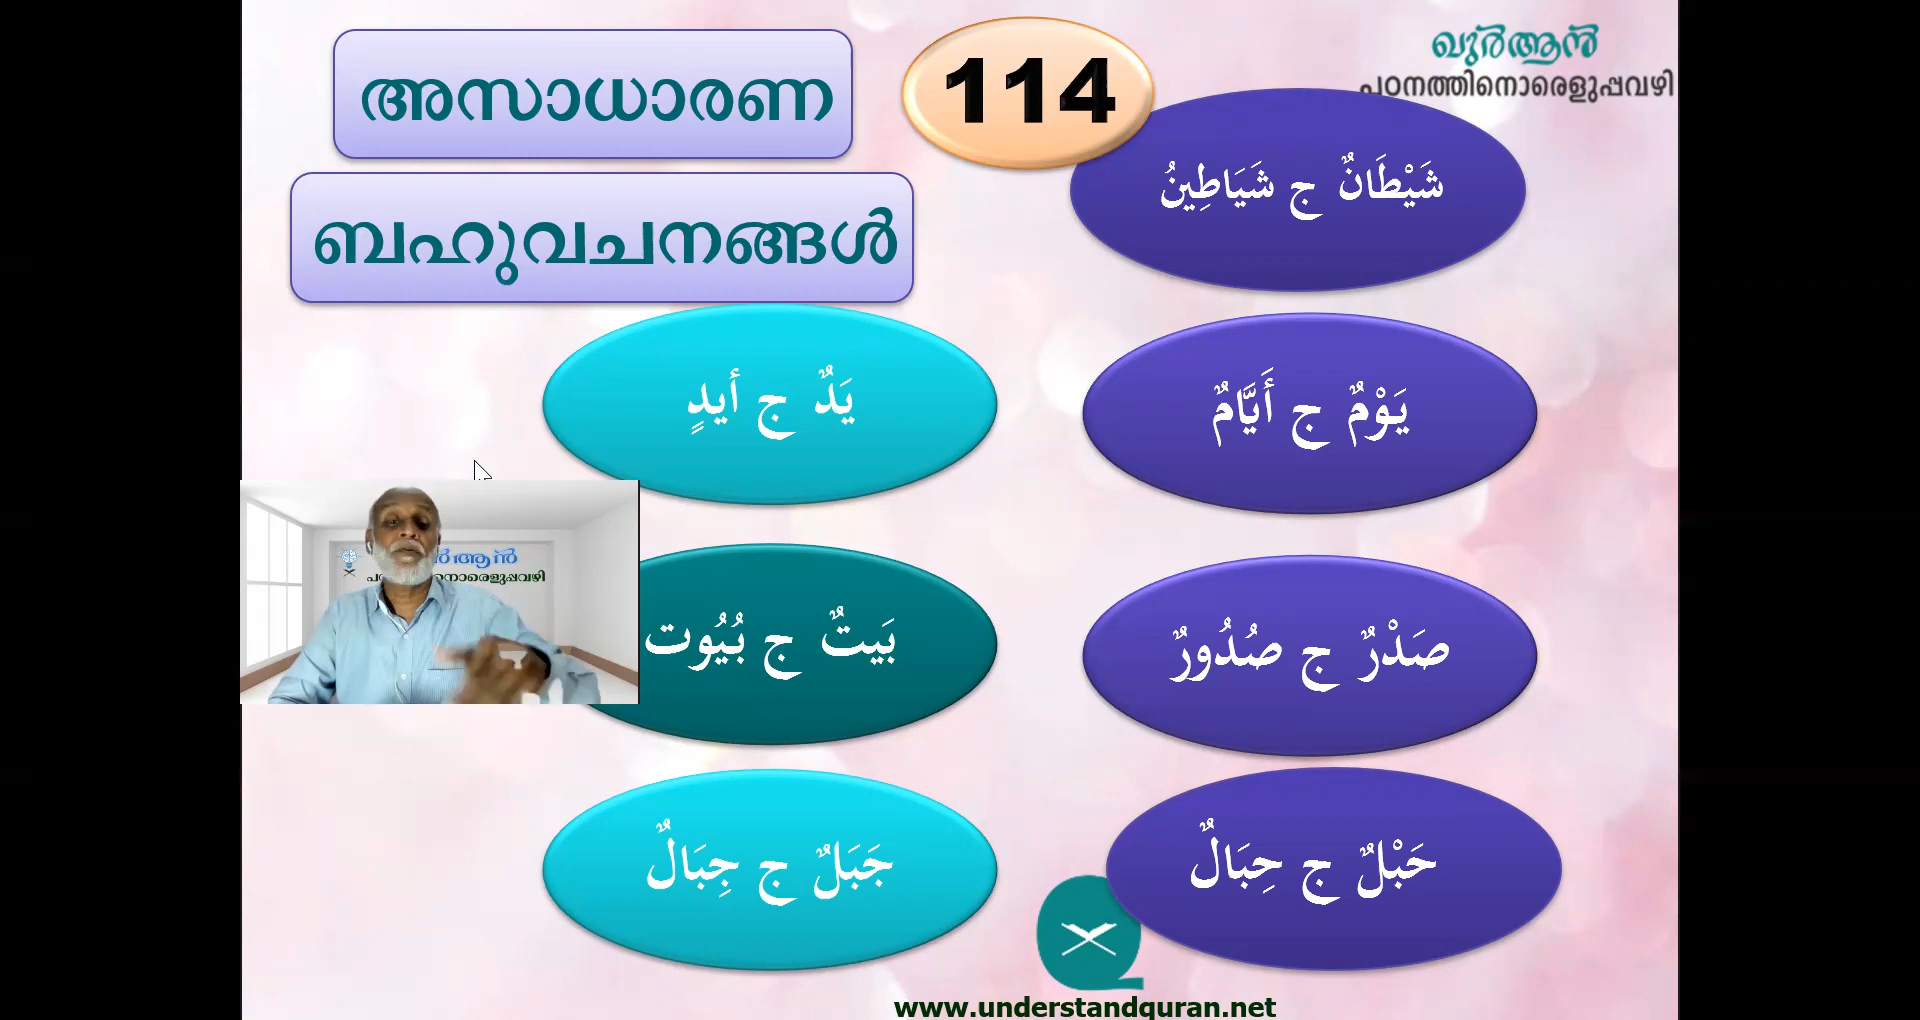 അസാധാരണ
114
ഖുർആൻ
പഠനത്തിനൊരെളുപ്പവഴി
ബഹുവചനങ്ങൾ
شَيْطَانٌ ج شَيَاطِينُ
يَدٌ ج أيدٍ
يَوْمٌ ج أَيَّامٌ
بَيتٌ ج بُيُوت
صَدْرٌ ج صُدُورٌ
جَبَلٌ ج جِبَالٌ
حَبْلٌ ج حِبَالٌ
www.understandquran.net